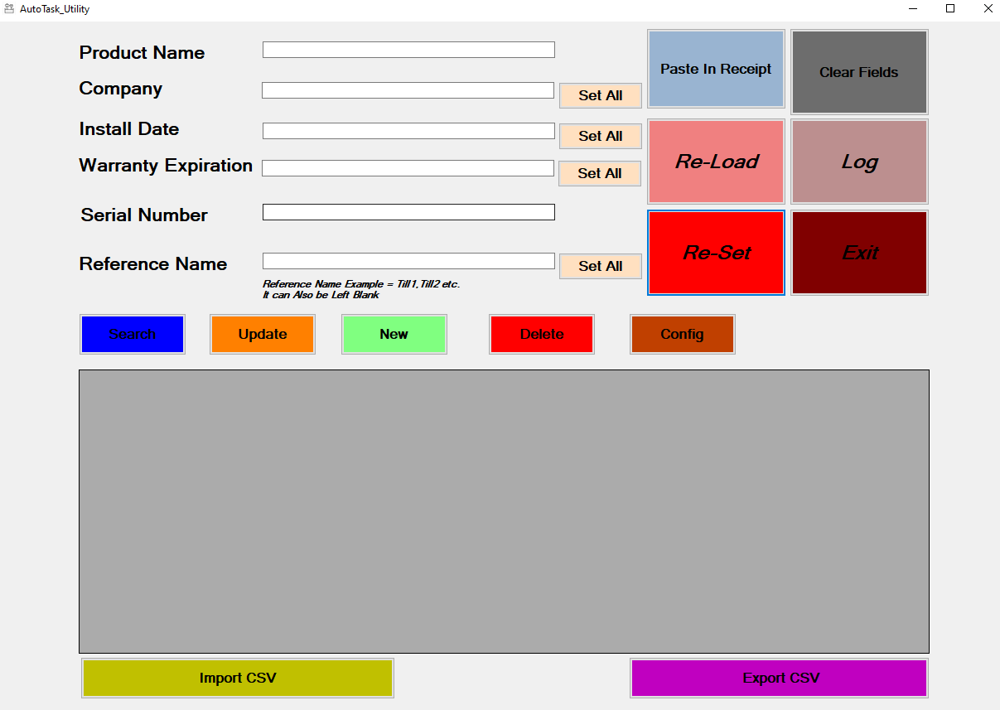 AutoTask_Utility
Product Name
Paste In Receipt
Clear Fields
Company
Set All
Install Date
Set All
Re-Load
Log
Warranty Expiration
Set All
Serial Number
Re-Set
Exit
Reference Name
Set All
Reference Name Example = Till1,Till2 etc.
It can Also be Left Blank
Search
Update
New
Delete
Config
Import CSV
Export CSV